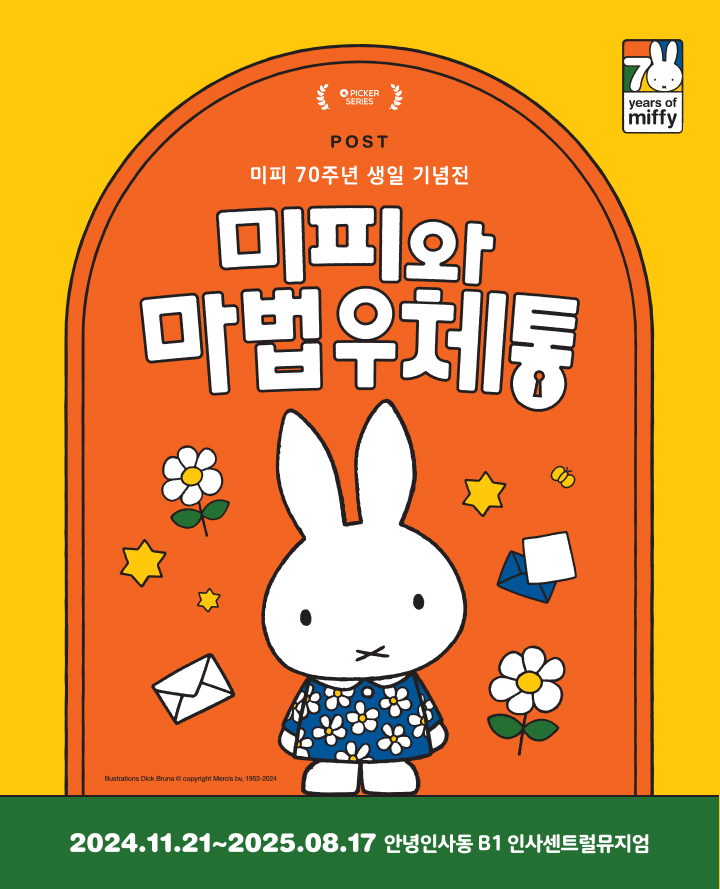 PICKER
SERIES
70
years of
miffy
POST
미피 70주년 생일 기념전
미피와
마법우체통
Illustrations Dick Bruna © copyright Mercis bv, 1953-2024
2024.11.21~2025.08.17 안녕인사동 B1 인사센트럴뮤지엄